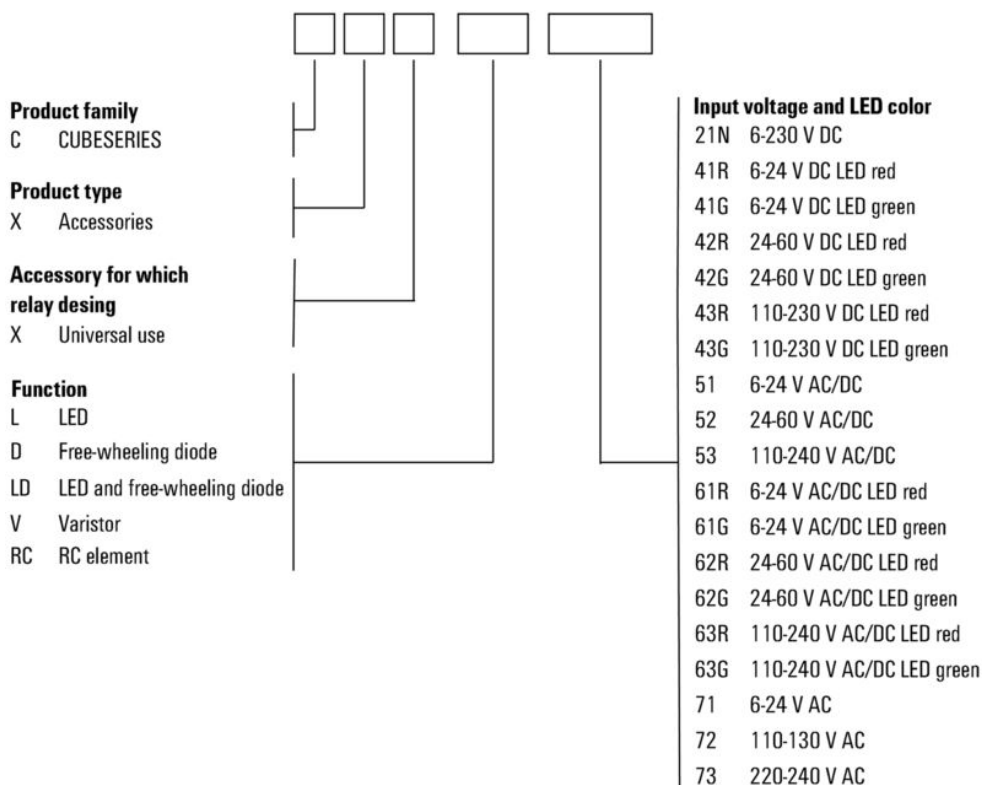 Product family
C CUBESERIES
Product type
X Accessories
Accessory for which
relay desing
X Universal use
Function
L LED
D Free-wheeling diode
LD LED and free-wheeling diode
V Varistor
RC RC element
Input voltage and LED color
21N 6-230 V DC
41R 6-24 V DC LED red
41G 6-24 V DC LED green
42R 24-60 V DC LED red
42G 24-60 V DC LED green
43R 110-230 V DC LED red
43G 110-230 V DC LED green
51 6-24 V AC/DC
52 24-60 V AC/DC
53 110-240 V AC/DC
61R 6-24 V AC/DC LED red
61G 6-24 V AC/DC LED green
62R 24-60 V AC/DC LED red
62G 24-60 V AC/DC LED green
63R 110-240 V AC/DC LED red
63G 110-240 V AC/DC LED green
71 6-24 V AC
72 110-130 V AC
73 220-240 V AC